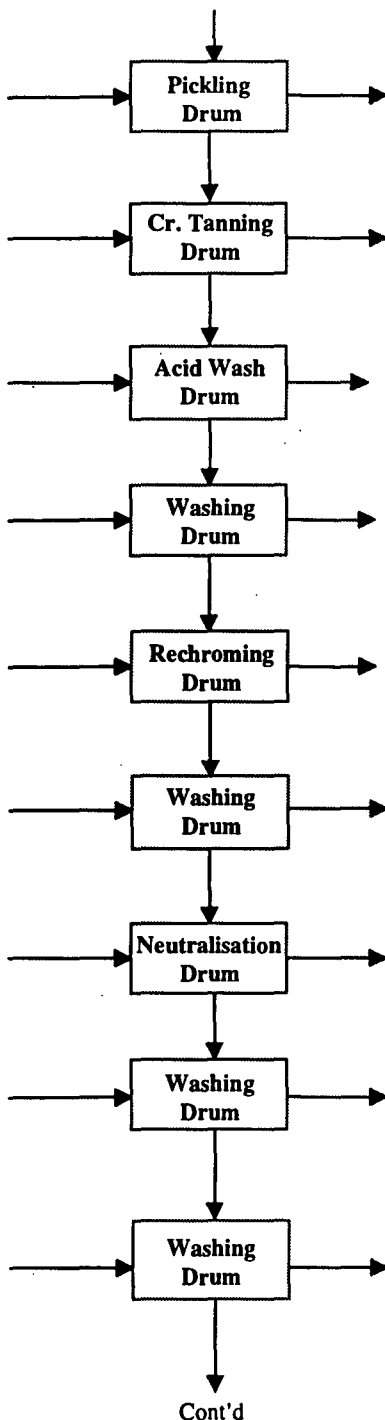 Pickling
Drum
Cr. Tanning
Drum
Acid Wash
Drum
Washing
Drum
Rechroming
Drum
Washing
Drum
Neutralisation
Drum
Washing
Drum
Washing
Drum
Cont'd